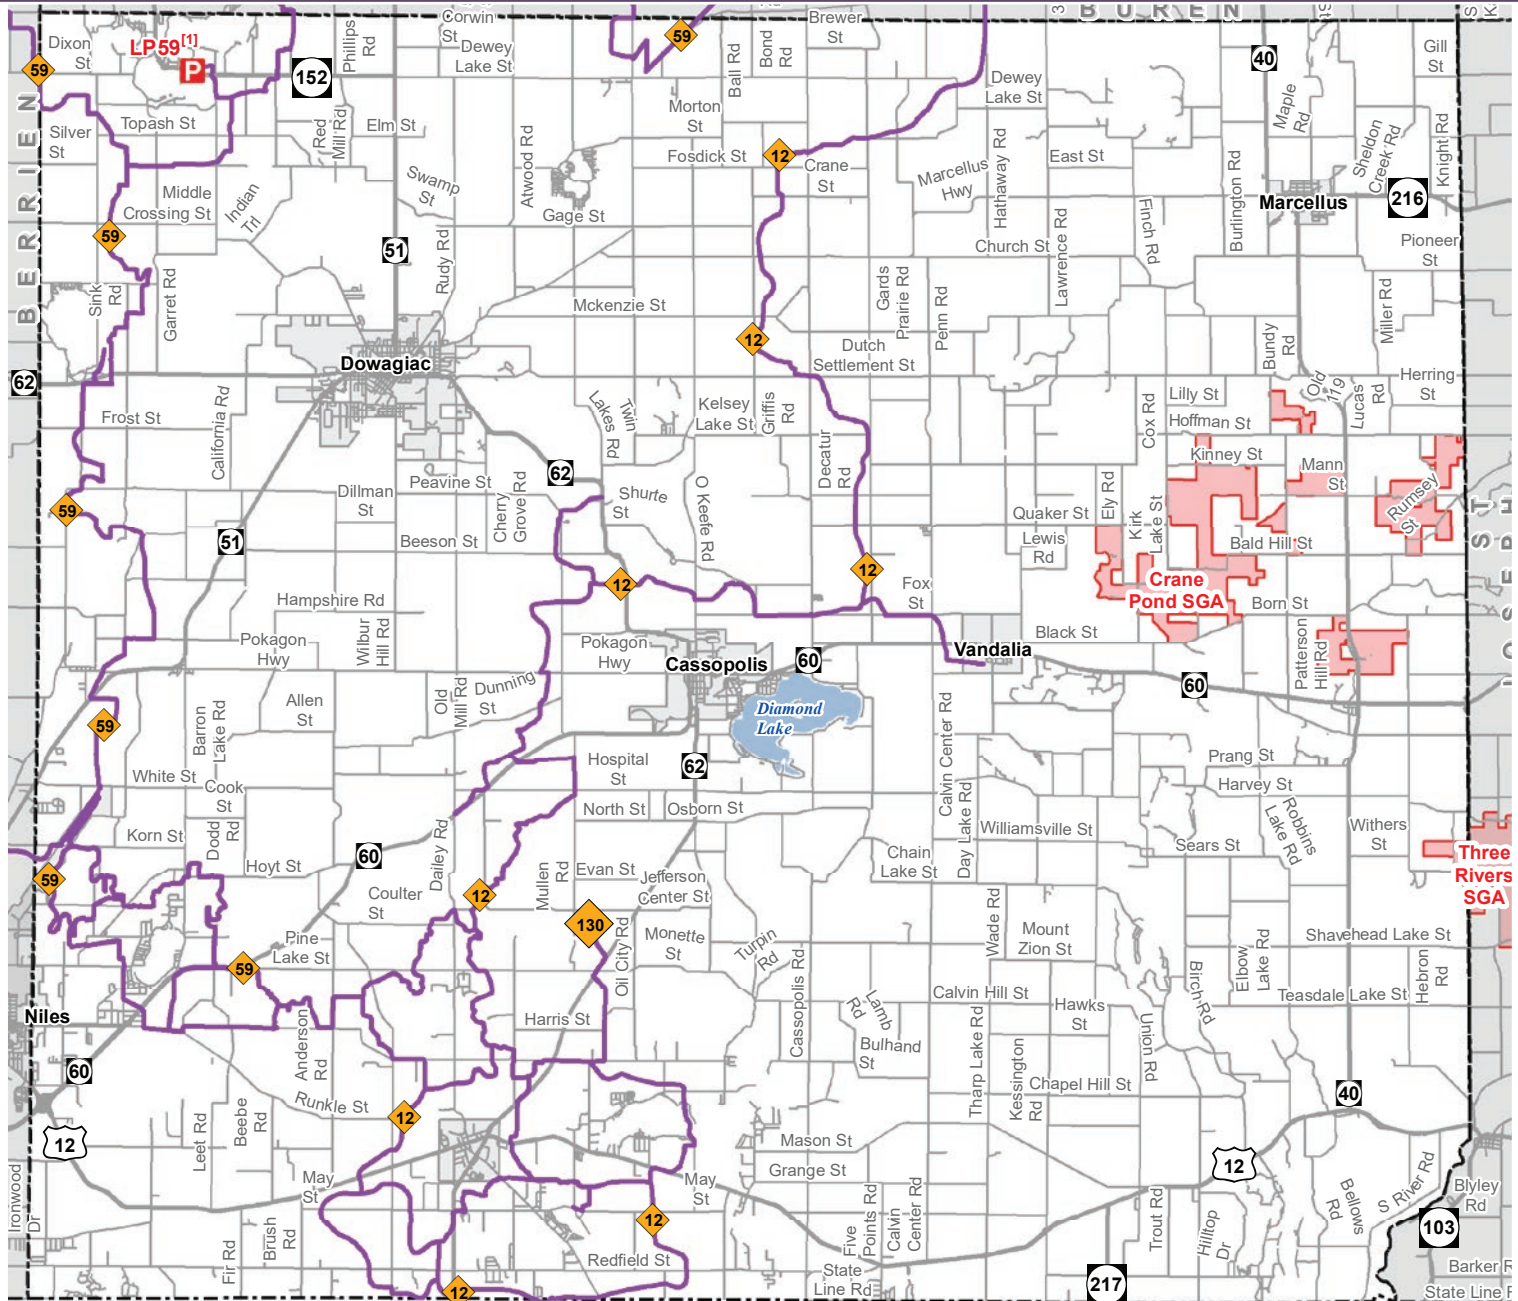 B U R E N
3
Corwin
St
Brewer
St
Dixon
St
LP59[1]
P
59
152
Phillips
Rd
Dewey
Lake St
59
Ball Rd
Bond
Rd
40
Gill
St
59
Dewey
Lake St
Maple
Rd
Morton
St
Topash St
Silver
St
Red
Mill Rd
Elm St
Atwood Rd
Fosdick St
12
Crane
St
Marcellus
Hwy
Hathaway Rd
East St
Burlington Rd
Sheldon
Creek Rd
Knight Rd
Middle
Crossing St
Indian
Trl
Swamp
St
Gage St
Marcellus
216
B E R R I E N
59
51
Rudy Rd
Church St
Lawrence Rd
Finch Rd
Pioneer
St
Sink
Rd
Garret Rd
Mckenzie St
Gards
Prairie Rd
Penn Rd
Miller Rd
12
Dutch
Settlement St
Bundy
Rd
Dowagiac
62
Herring
St
Old
119
Lucas
Rd
Lilly St
Hoffman St
Cox Rd
Frost St
California Rd
Twin
Lakes Rd
Kelsey
Lake St
Griffis
Rd
Decatur
Rd
Kinney St
Mann
St
Rumsey
St
62
Peavine St
Dillman
St
Cherry
Grove Rd
Shurte
St
O Keefe Rd
59
Ely Rd
Kirk
Lake St
Quaker St
Lewis
Rd
Bald Hill St
S T
J O S E P H
51
Beeson St
12
12
Fox
St
Crane
Pond SGA
Born St
Hampshire Rd
Wilbur
Hill Rd
Pokagon
Hwy
Pokagon
Hwy
Cassopolis
60
Vandalia
Black St
Patterson
Hill Rd
60
Allen
St
Old
Mill Rd
Dunning
St
Diamond
Lake
59
Barron
Lake Rd
Calvin Center Rd
62
Hospital
St
Prang St
White St
Cook
St
Harvey St
North St
Osborn St
Day Lake Rd
Robbins
Lake Rd
Korn St
Dodd
Rd
Williamsville St
Withers
St
Sears St
Hoyt St
60
Dailey Rd
Mullen
Rd
Evan St
Jefferson
Center St
Chain
Lake St
Three
Rivers
SGA
59
Coulter
St
12
130
Pine
Lake St
Oil City Rd
Monette
St
Turpin
Rd
Wade Rd
Mount
Zion St
Shavehead Lake St
59
Cassopolis Rd
Elbow
Lake Rd
Hebron
Rd
Birch Rd
Calvin Hill St
Teasdale Lake St
Niles
Harris St
Lamb
Rd
Bulhand
St
Hawks
St
Anderson
Rd
Tharp Lake Rd
Kessington
Rd
Union Rd
60
Chapel Hill St
Runkle St
40
12
12
Leet Rd
Beebe
Rd
Mason St
Grange St
12
May
St
May
St
Ironwood
Dr
Fir Rd
Brush
Rd
12
Redfield St
Five
Points Rd
Calvin
Center Rd
Trout Rd
Hilltop
Dr
Bellows
Rd
S River Rd
Blyley
Rd
103
State
Line Rd
12
217
Barker R
State Line R